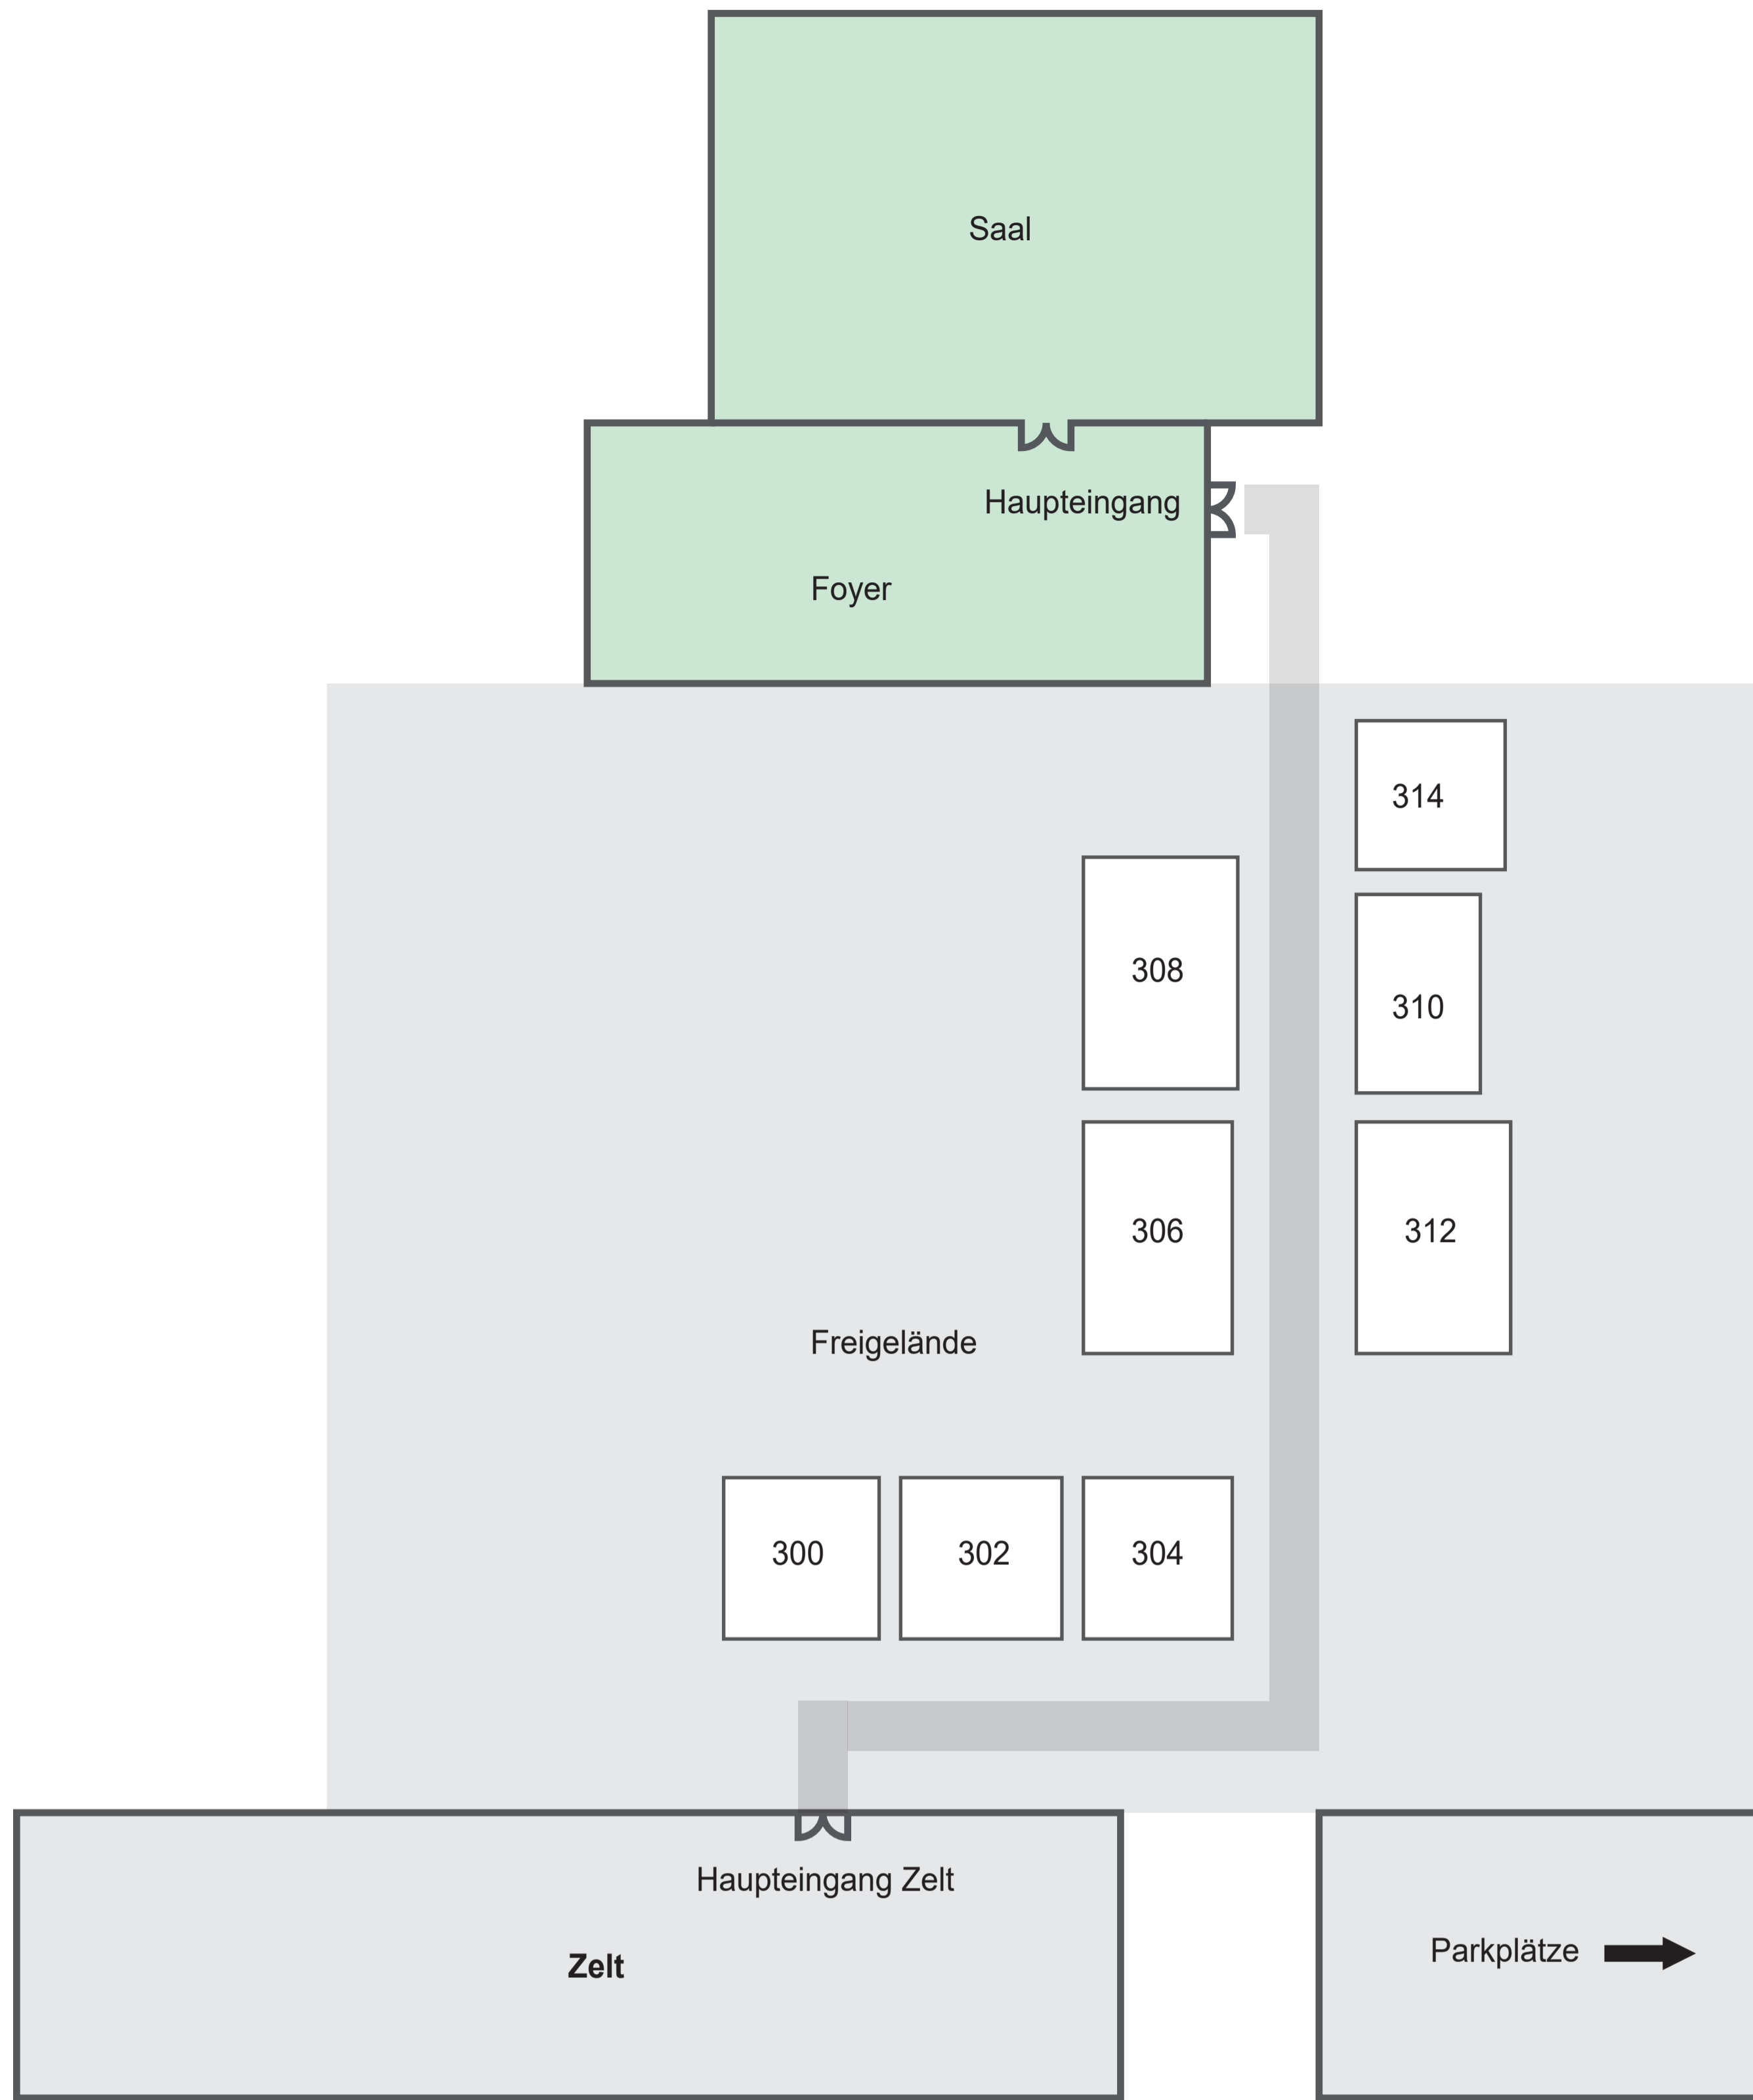 Saal
Haupteingang
Foyer
314
308
310
306
312
Freigelände
300
302
304
Haupteingang Zelt
Zelt
Parkplätze